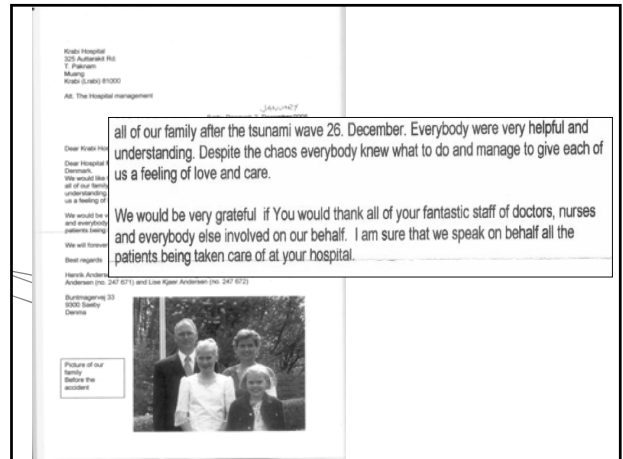 Krabi Hospital
325 Auttarakit Rd.
T. Paknam
Muang
Krabi (Lrabi) 81000
Att: The Hospital management
JANUARY
Dear Krabi Hos
Dear Hospital
Denmark.
We would like
all of our family
understanding.
us a feeling of
We would be v
and everybody
patients being
We will forever
Best regards
Henrik Anderse
Andersen (no. 247 671) and Lise Kjaer Andersen (no. 247 672)
Buntmagervej 33
9300 Saeby
Denma
all of our family after the tsunami wave 26. December. Everybody were very helpful and
understanding. Despite the chaos everybody knew what to do and manage to give each of
us a feeling of love and care.
We would be very grateful if You would thank all of your fantastic staff of doctors, nurses
and everybody else involved on our behalf. I am sure that we speak on behalf all the
patients being taken care of at your hospital.
Picture of our
family
Before the
accident